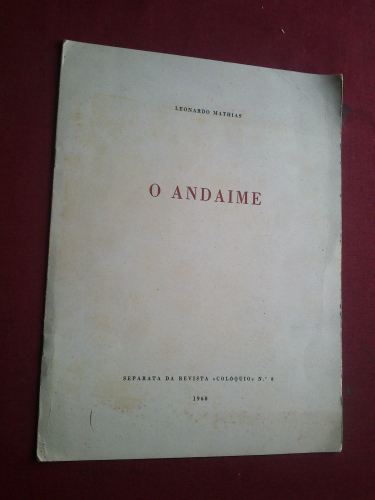 LEONARDO MATHIAS
O ANDAIME
SEPARATA DA REVISTA «COLÓQUIO» N.º 8
1960